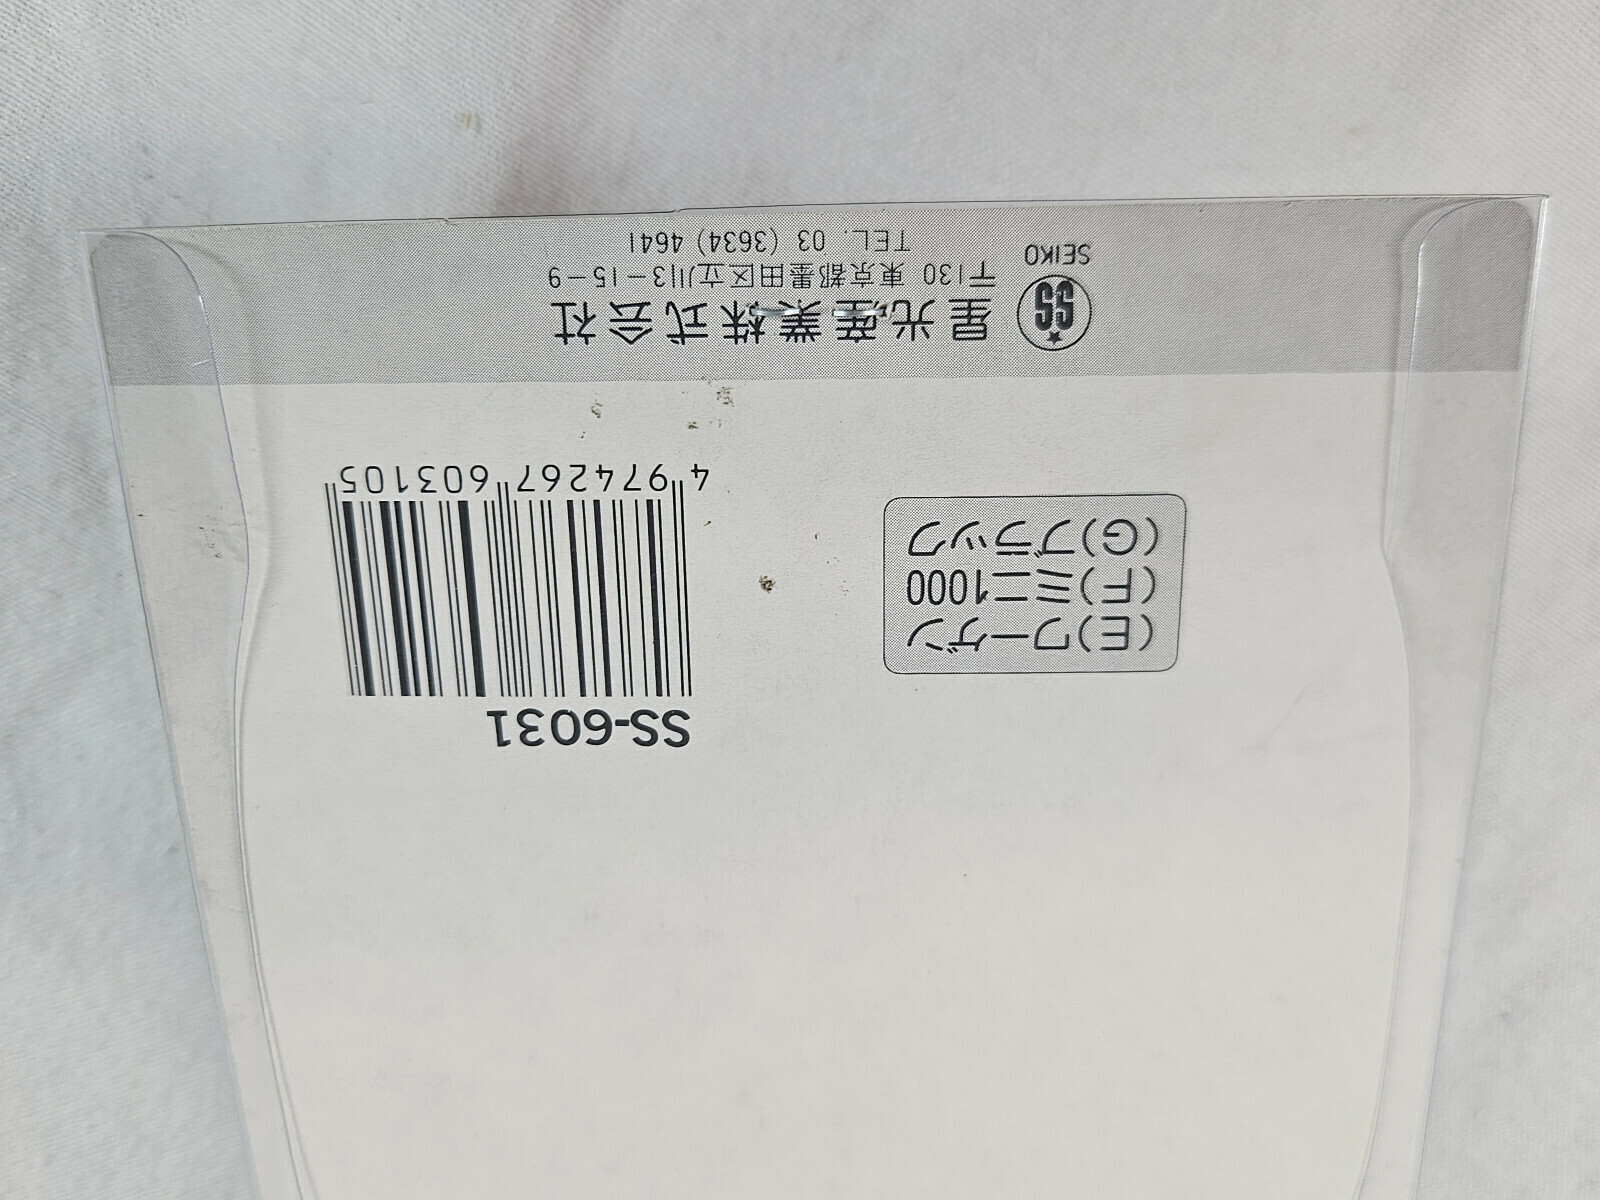 SS-6031
4 974267 603105
(E)ワーゲン
(F)ミニ1000
(G)ブラック
SS
SEIKO
星光産業株式会社
〒130 東京都墨田区立川3-15-9
TEL. 03 (3634) 4641